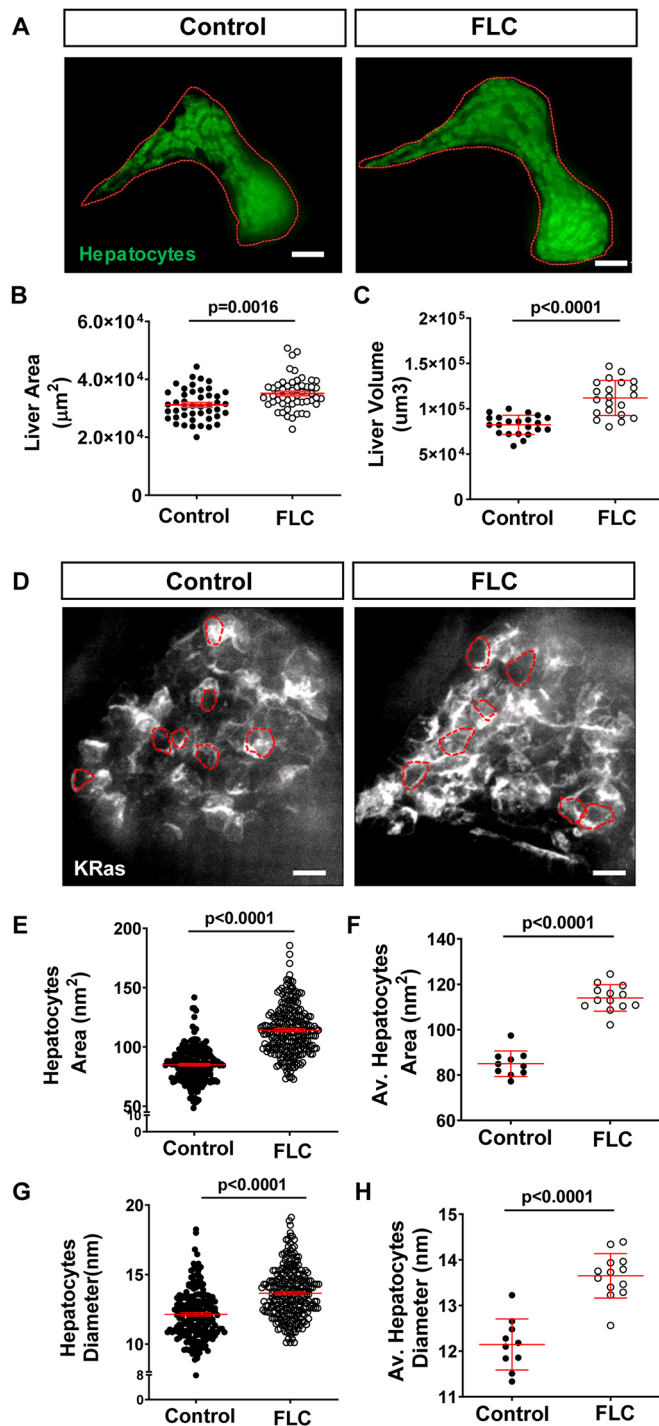 A
Control
FLC
Hepatocytes
B
p=0.0016
Liver Area
(μm²)
6.0×10⁴
4.0×10⁴
2.0×10⁴
0
Control
FLC
C
p<0.0001
Liver Volume
(um3)
2×10⁵
1×10⁵
1×10⁵
5×10⁴
0
Control
FLC
D
Control
FLC
KRas
E
p<0.0001
Hepatocytes
Area (nm²)
200
150
100
50
10
0
Control
FLC
F
p<0.0001
Av. Hepatocytes
Area (nm²)
140
120
100
80
60
Control
FLC
G
p<0.0001
Hepatocytes
Diameter(nm)
20
15
10
8
0
Control
FLC
H
p<0.0001
Av. Hepatocytes
Diameter (nm)
15
14
13
12
11
Control
FLC